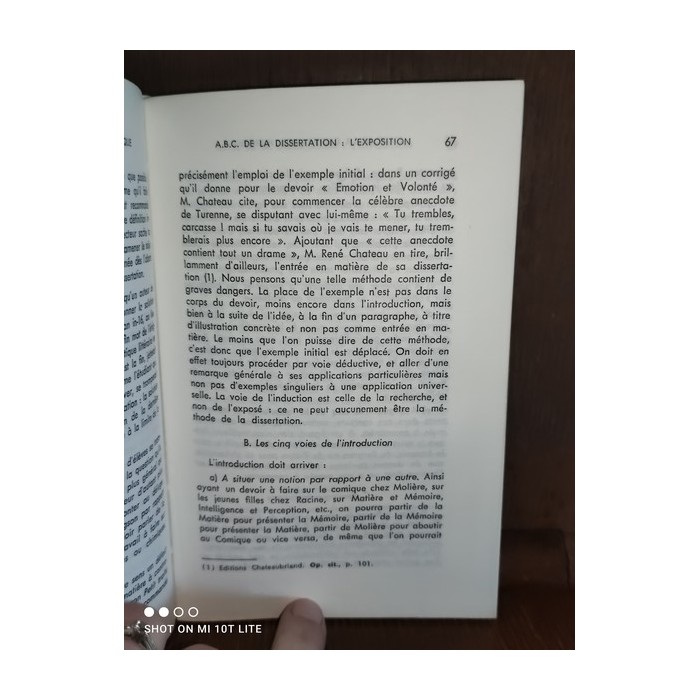 A.B.C. DE LA DISSERTATION : L'EXPOSITION 67
précisément l'emploi de l'exemple initial : dans un corrigé
qu'il donne pour le devoir « Emotion et Volonté »,
M. Chateau cite, pour commencer la célèbre anecdote
de Turenne, se disputant avec lui-même : « Tu trembles,
carcasse ! mais si tu savais où je vais te mener, tu trem-
blerais plus encore ». Ajoutant que « cette anecdote
contient tout un drame », M. René Chateau en tire, bril-
lamment d'ailleurs, l'entrée en matière de sa disserta-
tion (1). Nous pensons qu'une telle méthode contient de
graves dangers. La place de l'exemple n'est pas dans le
corps du devoir, moins encore dans l'introduction, mais
bien à la suite de l'idée, à la fin d'un paragraphe, à titre
d'illustration concrète et non pas comme entrée en ma-
tière. Le moins que l'on puisse dire de cette méthode,
c'est donc que l'exemple initial est déplacé. On doit en
effet toujours procéder par voie déductive, et aller d'une
remarque générale à ses applications particulières mais
non pas d'exemples singuliers à une application univer-
selle. La voie de l'induction est celle de la recherche, et
non de l'exposé : ce ne peut aucunement être la mé-
thode de la dissertation.
B. Les cinq voies de l'introduction
L'introduction doit arriver :
a) A situer une notion par rapport à une autre. Ainsi
ayant un devoir à faire sur le comique chez Molière, sur
les jeunes filles chez Racine, sur Matière et Mémoire,
Intelligence et Perception, etc., on pourra partir de la
Matière pour présenter la Mémoire, partir de la Mémoire
pour présenter la Matière, partir de Molière pour aboutir
au Comique ou vice versa, de même que l'on pourrait
(1) Editions Chateaubriand. Op. cit., p. 101.
SHOT ON MI 10T LITE